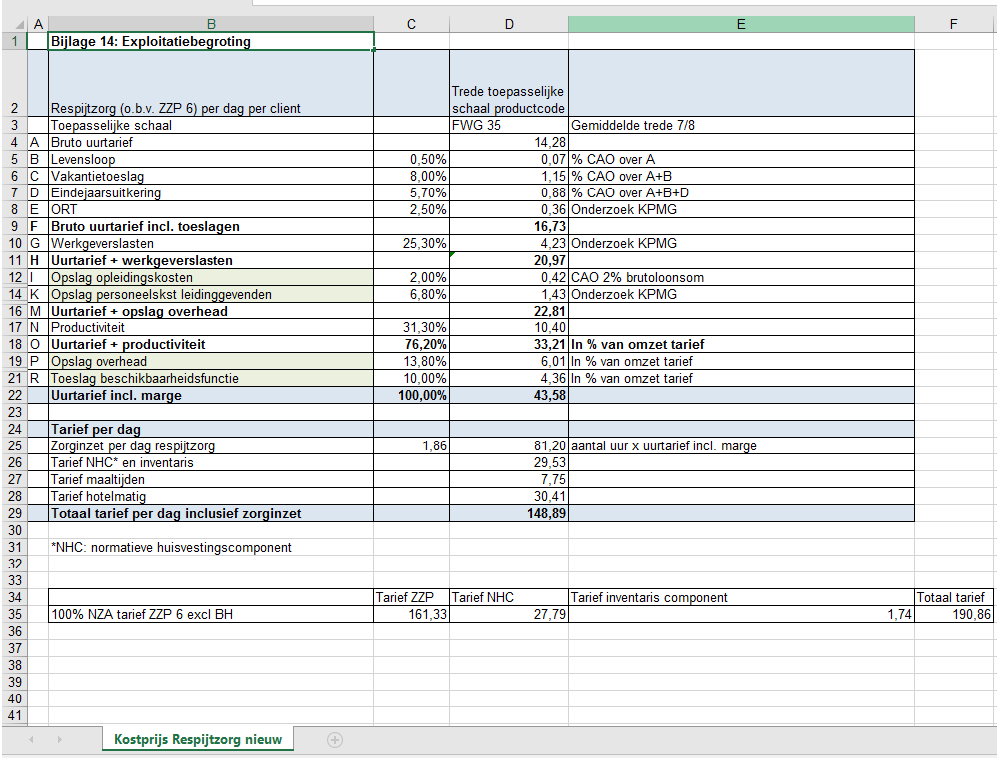 A B C D E F
1 Bijlage 14: Exploitatiebegroting
Trede toepasselijke
2 Respijtzorg (o.b.v. ZZP 6) per dag per client schaal productcode
3 Toepasselijke schaal FWG 35 Gemiddelde trede 7/8
4 A Bruto uurtarief 14,28
5 B Levensloop 0,50% 0,07 % CAO over A
6 C Vakantietoeslag 8,00% 1,15 % CAO over A+B
7 D Eindejaarsuitkering 5,70% 0,88 % CAO over A+B+D
8 E ORT 2,50% 0,36 Onderzoek KPMG
9 F Bruto uurtarief incl. toeslagen 16,73
10 G Werkgeverslasten 25,30% 4,23 Onderzoek KPMG
11 H Uurtarief + werkgeverslasten 20,97
12 I Opslag opleidingskosten 2,00% 0,42 CAO 2% brutoloonsom
14 K Opslag personeelskst leidinggevenden 6,80% 1,43 Onderzoek KPMG
16 M Uurtarief + opslag overhead 22,81
17 N Productiviteit 31,30% 10,40
18 O Uurtarief + productiviteit 76,20% 33,21 In % van omzet tarief
19 P Opslag overhead 13,80% 6,01 In % van omzet tarief
21 R Toeslag beschikbaarheidsfunctie 10,00% 4,36 In % van omzet tarief
22 Uurtarief incl. marge 100,00% 43,58
23
24 Tarief per dag
25 Zorginzet per dag respijtzorg 1,86 81,20 aantal uur x uurtarief incl. marge
26 Tarief NHC* en inventaris 29,53
27 Tarief maaltijden 7,75
28 Tarief hotelmatig 30,41
29 Totaal tarief per dag inclusief zorginzet 148,89
30
31 *NHC: normatieve huisvestingscomponent
32
33
34 Tarief ZZP Tarief NHC Tarief inventaris component Totaal tarief
35 100% NZA tarief ZZP 6 excl BH 161,33 27,79 1,74 190,86
36
37
38
39
40
41
Kostprijs Respijtzorg nieuw